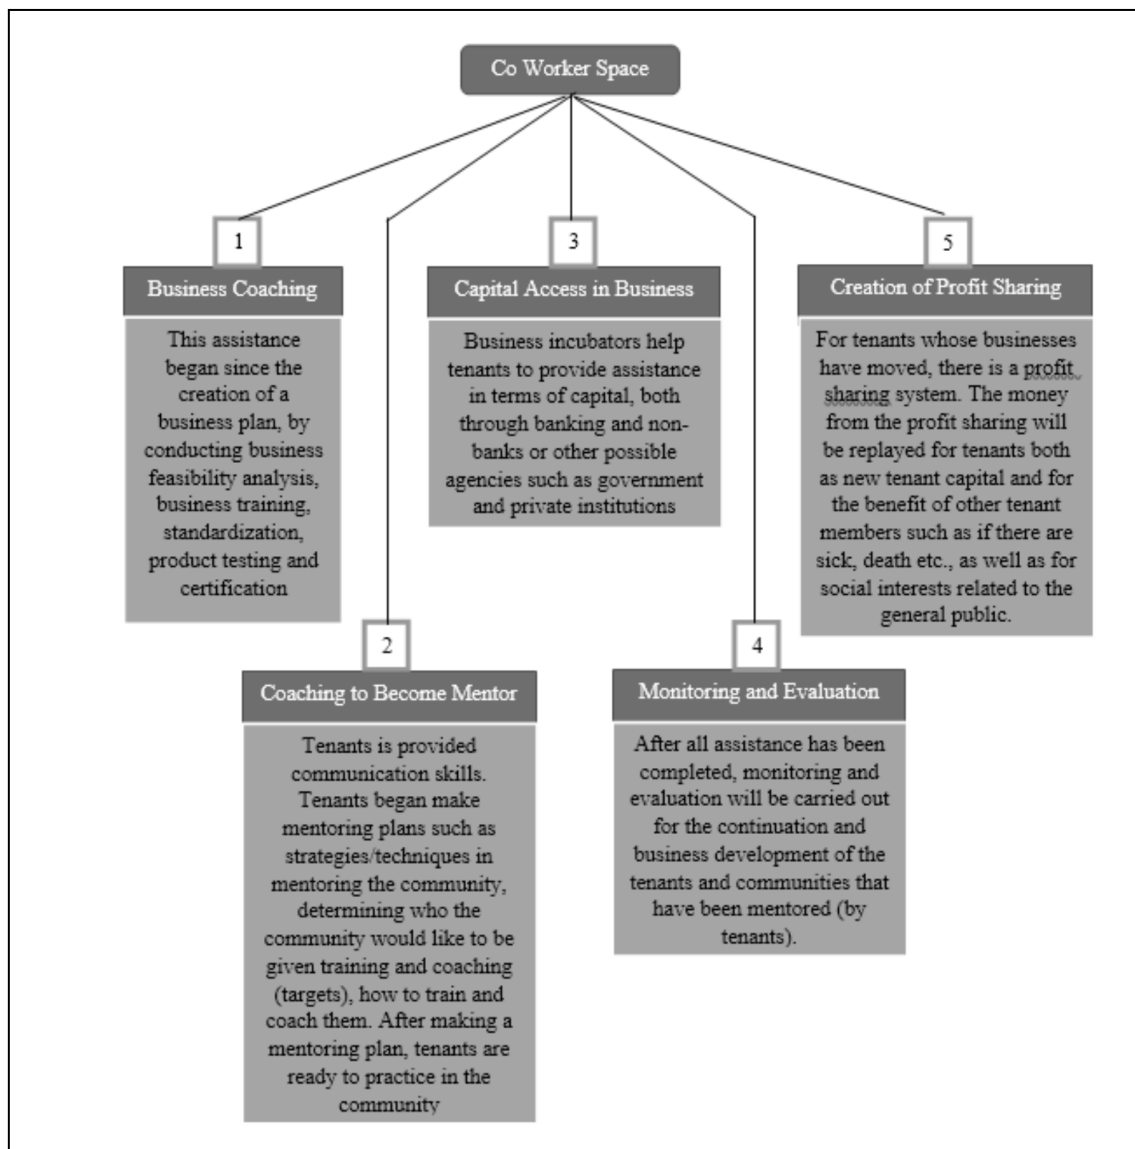 Co Worker Space
1
Business Coaching
This assistance
began since the
creation of a
business plan, by
conducting business
feasibility analysis,
business training,
standardization,
product testing and
certification
2
Coaching to Become Mentor
Tenants is provided
communication skills.
Tenants began make
mentoring plans such as
strategies/techniques in
mentoring the community,
determining who the
community would like to be
given training and coaching
(targets), how to train and
coach them. After making a
mentoring plan, tenants are
ready to practice in the
community
3
Capital Access in Business
Business incubators help
tenants to provide assistance
in terms of capital, both
through banking and non-
banks or other possible
agencies such as government
and private institutions
4
Monitoring and Evaluation
After all assistance has been
completed, monitoring and
evaluation will be carried out
for the continuation and
business development of the
tenants and communities that
have been mentored (by
tenants).
5
Creation of Profit Sharing
For tenants whose businesses
have moved, there is a profit
sharing system. The money
from the profit sharing will
be replayed for tenants both
as new tenant capital and for
the benefit of other tenant
members such as if there are
sick, death etc., as well as for
social interests related to the
general public.